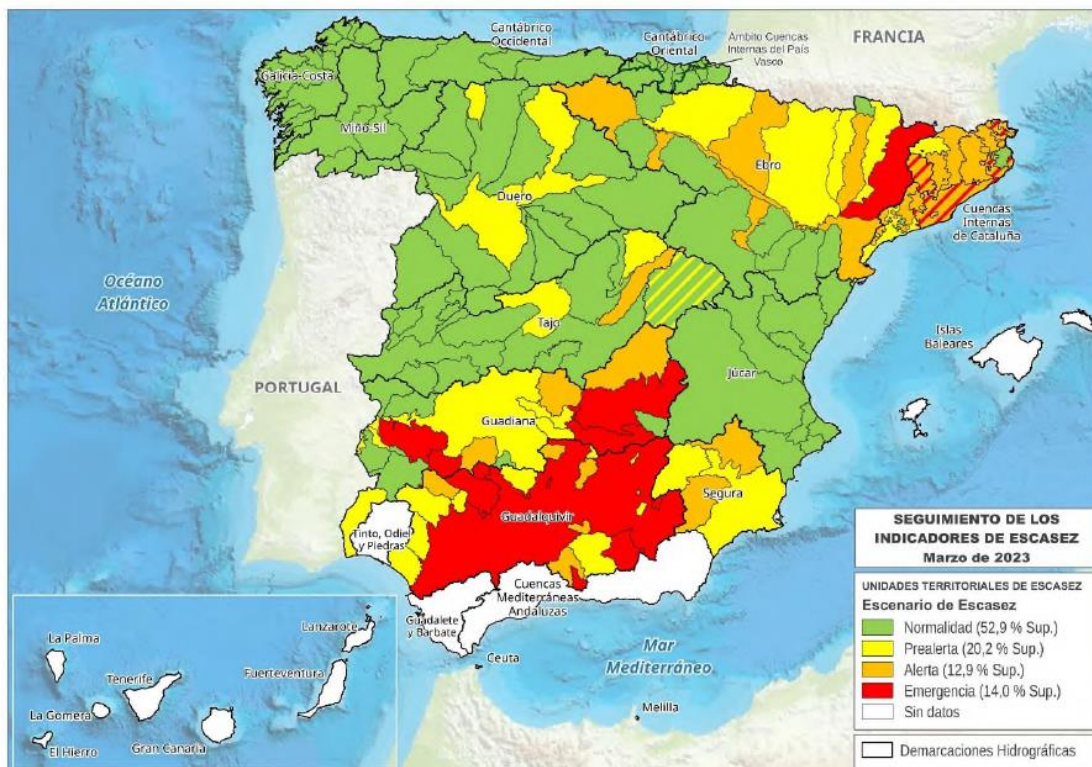 Cantábrico
Occidental
Cantábrico
Oriental
Ámbito Cuencas
Internas del País
Vasco
FRANCIA
Galicia-Costa
Miño-Sil
Ebro
Duero
Cuencas
Internas
de Cataluña
Océano
Atlántico
Tajo
Islas
Baleares
PORTUGAL
Júcar
Guadiana
Segura
Guadalquivir
Tinto, Odiel
y Piedras
Cuencas
Mediterráneas
Andaluzas
Guadalete
y Barbate
Mar
Mediterráneo
Ceuta
Melilla
La Palma
Lanzarote
Tenerife
Fuerteventura
La Gomera
El Hierro
Gran Canaria
SEGUIMIENTO DE LOS
INDICADORES DE ESCASEZ
Marzo de 2023
UNIDADES TERRITORIALES DE ESCASEZ
Escenario de Escasez
Normalidad (52,9 % Sup.)
Prealerta (20,2 % Sup.)
Alerta (12,9 % Sup.)
Emergencia (14,0 % Sup.)
Sin datos
Demarcaciones Hidrográficas